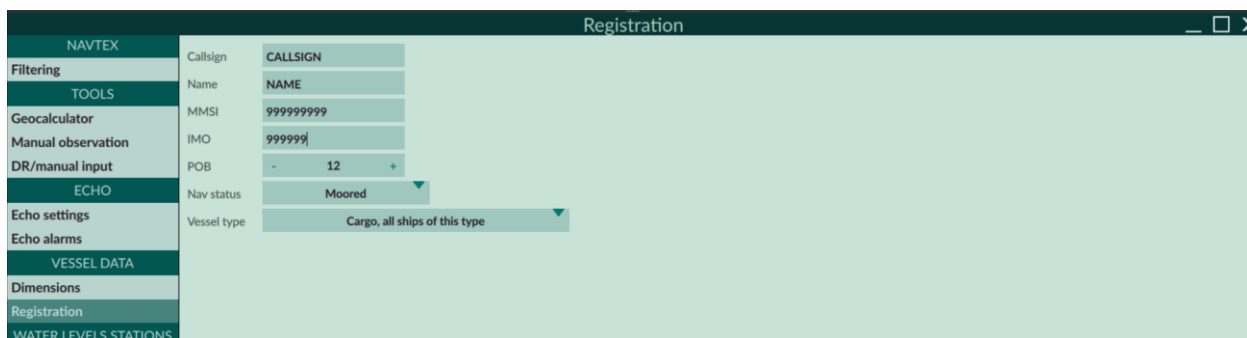 Registration
NAVTEX
Filtering
TOOLS
Geocalculator
Manual observation
DR/manual input
ECHO
Echo settings
Echo alarms
VESSEL DATA
Dimensions
Registration
WATER LEVELS STATIONS
Callsign CALLSIGN
Name NAME
MMSI 999999999
IMO 999999
POB - 12 +
Nav status Moored
Vessel type Cargo, all ships of this type